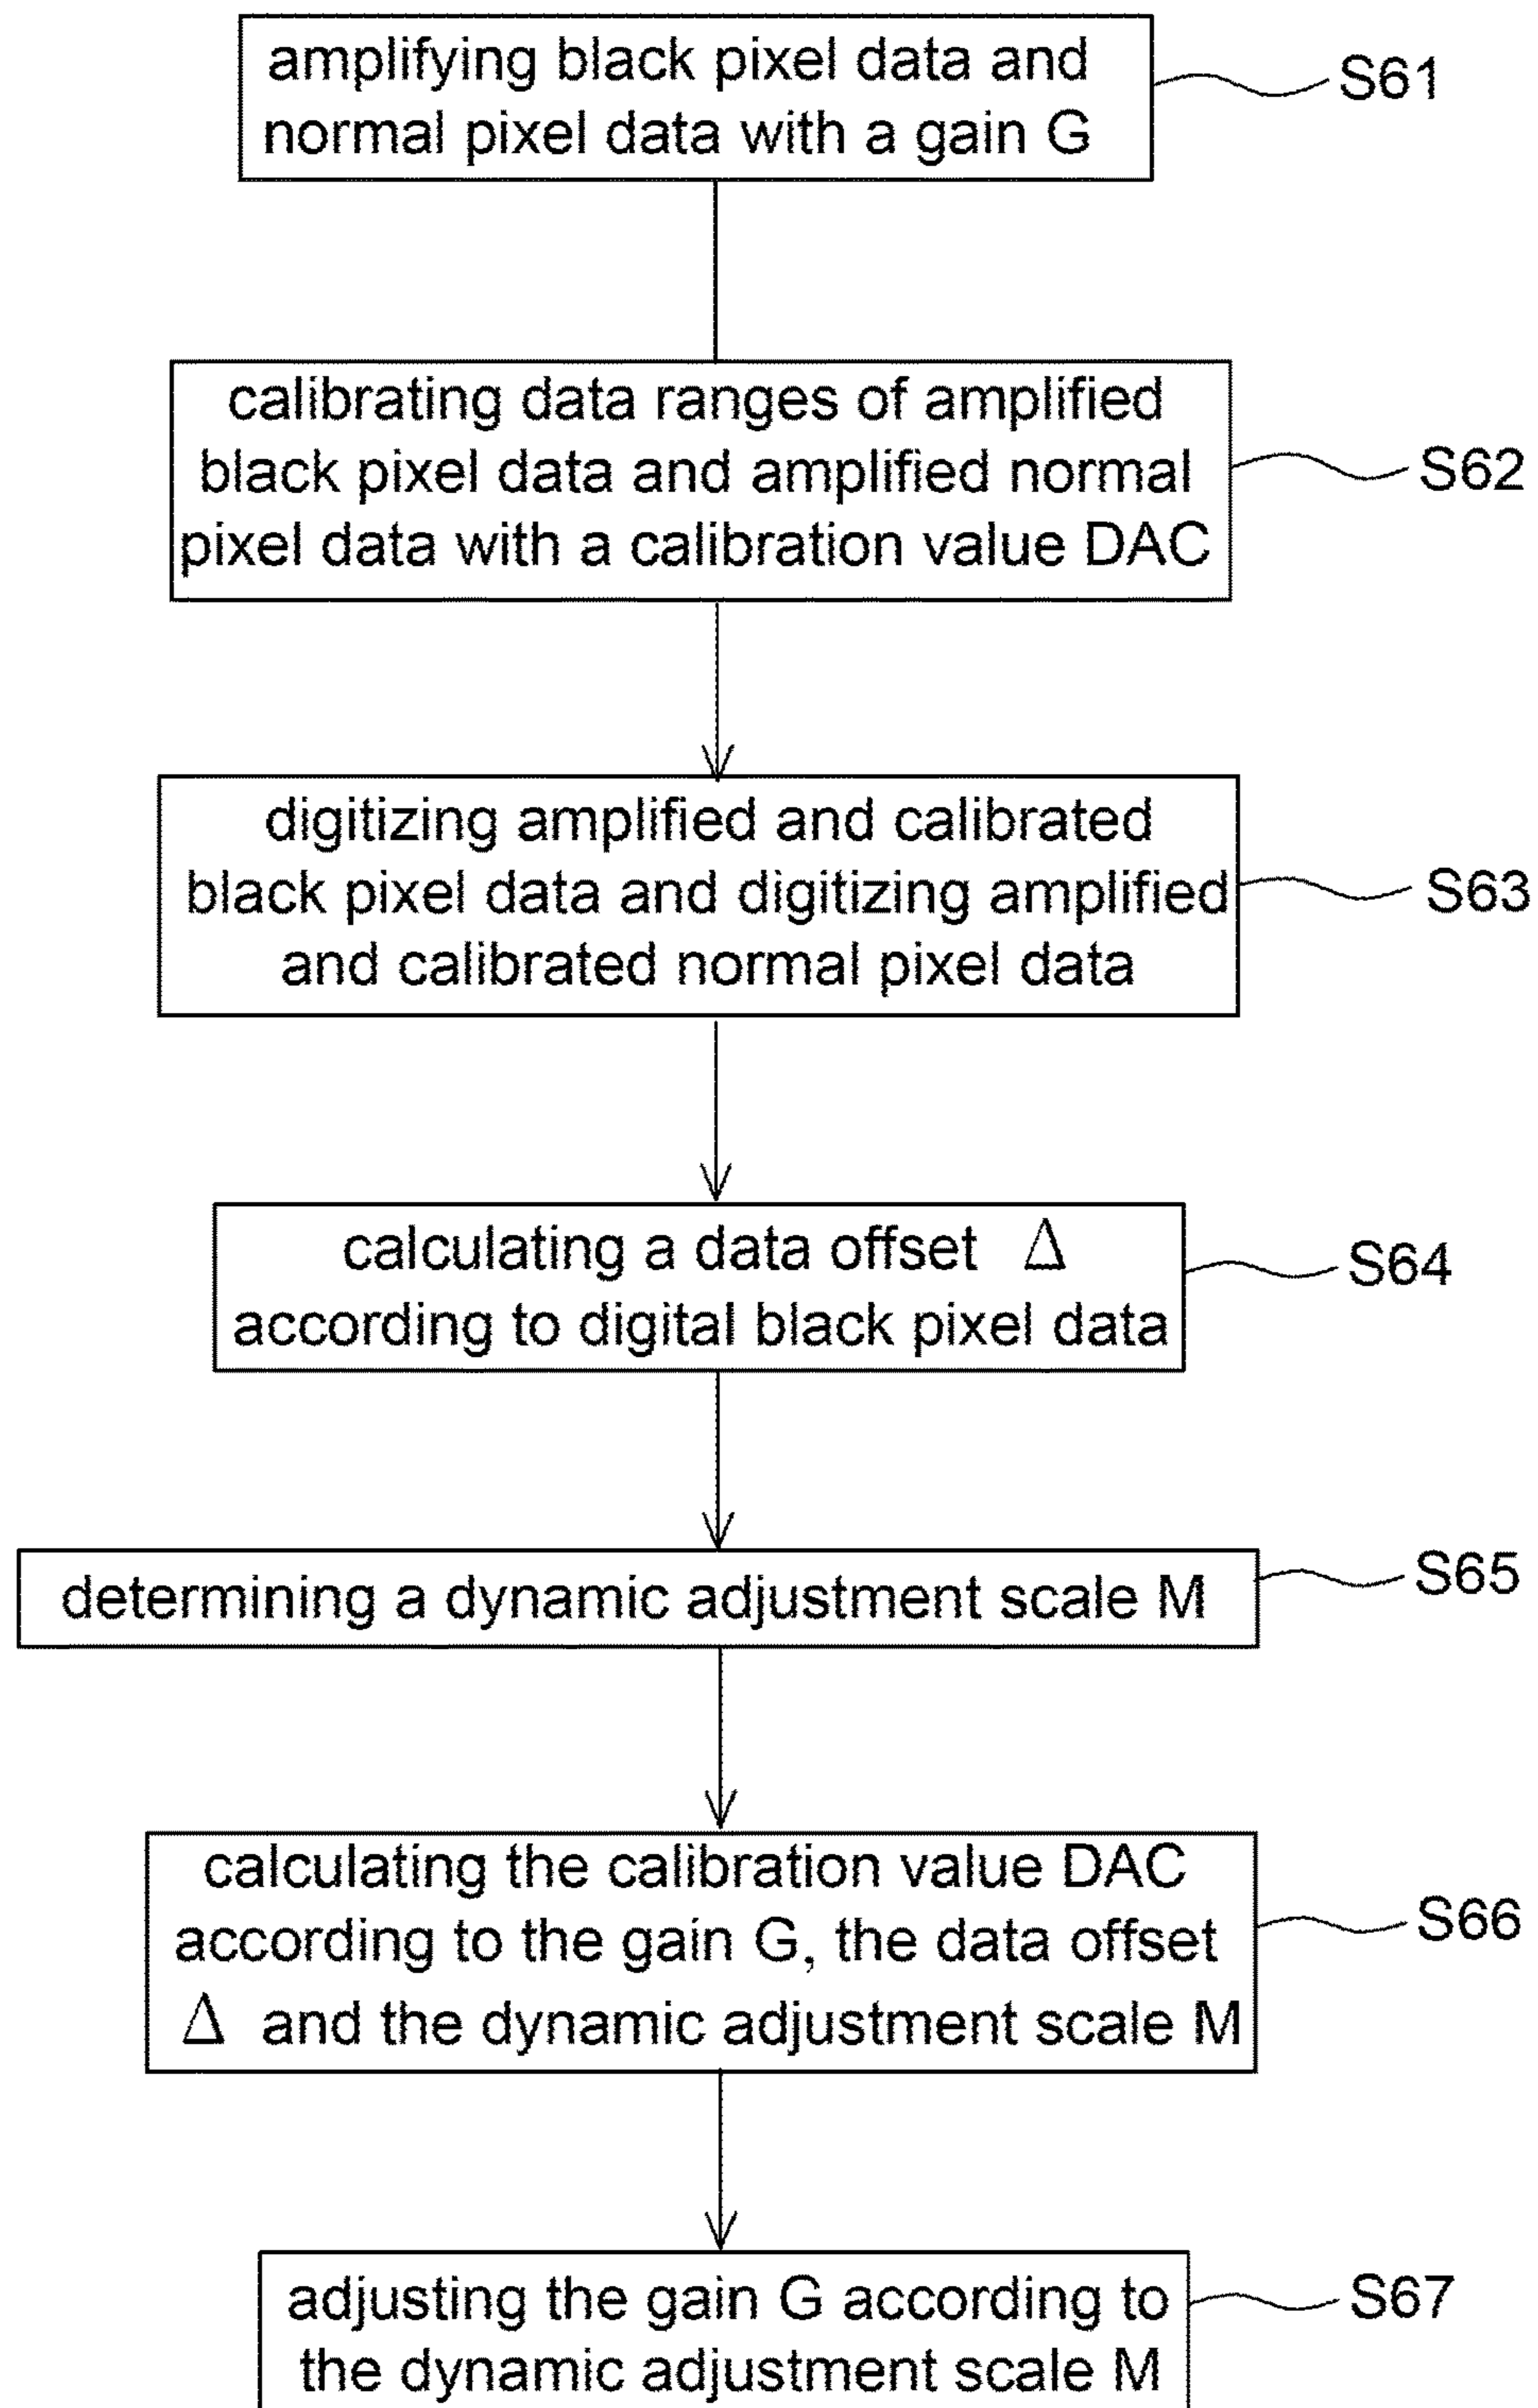 amplifying black pixel data and
normal pixel data with a gain G
S61
calibrating data ranges of amplified
black pixel data and amplified normal
pixel data with a calibration value DAC
S62
digitizing amplified and calibrated
black pixel data and digitizing amplified
and calibrated normal pixel data
S63
calculating a data offset Δ
according to digital black pixel data
S64
determining a dynamic adjustment scale M
S65
calculating the calibration value DAC
according to the gain G, the data offset
Δ and the dynamic adjustment scale M
S66
adjusting the gain G according to
the dynamic adjustment scale M
S67